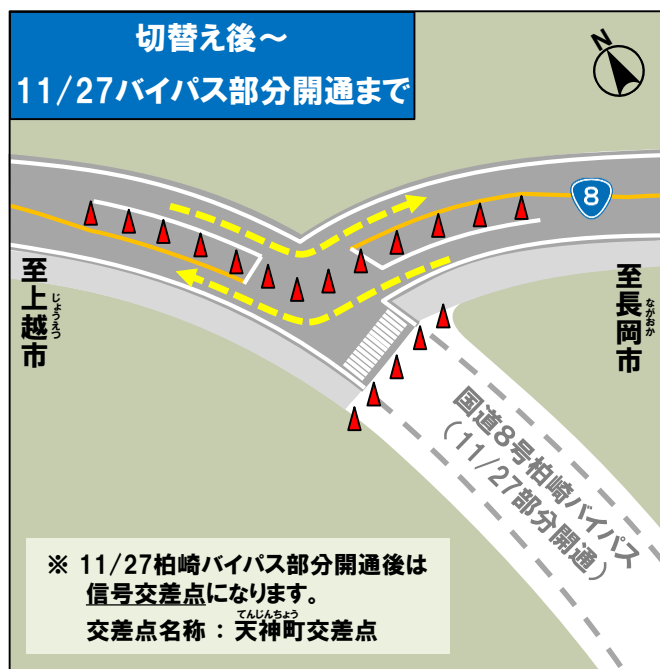 切替え後～
11/27バイパス部分開通まで
N
8
至上越市
じょうえつ
至長岡市
ながおか
国道8号柏崎バイパス
（11/27部分開通）
※ 11/27柏崎バイパス部分開通後は
信号交差点になります。
てんじんちょう
交差点名称：天神町交差点